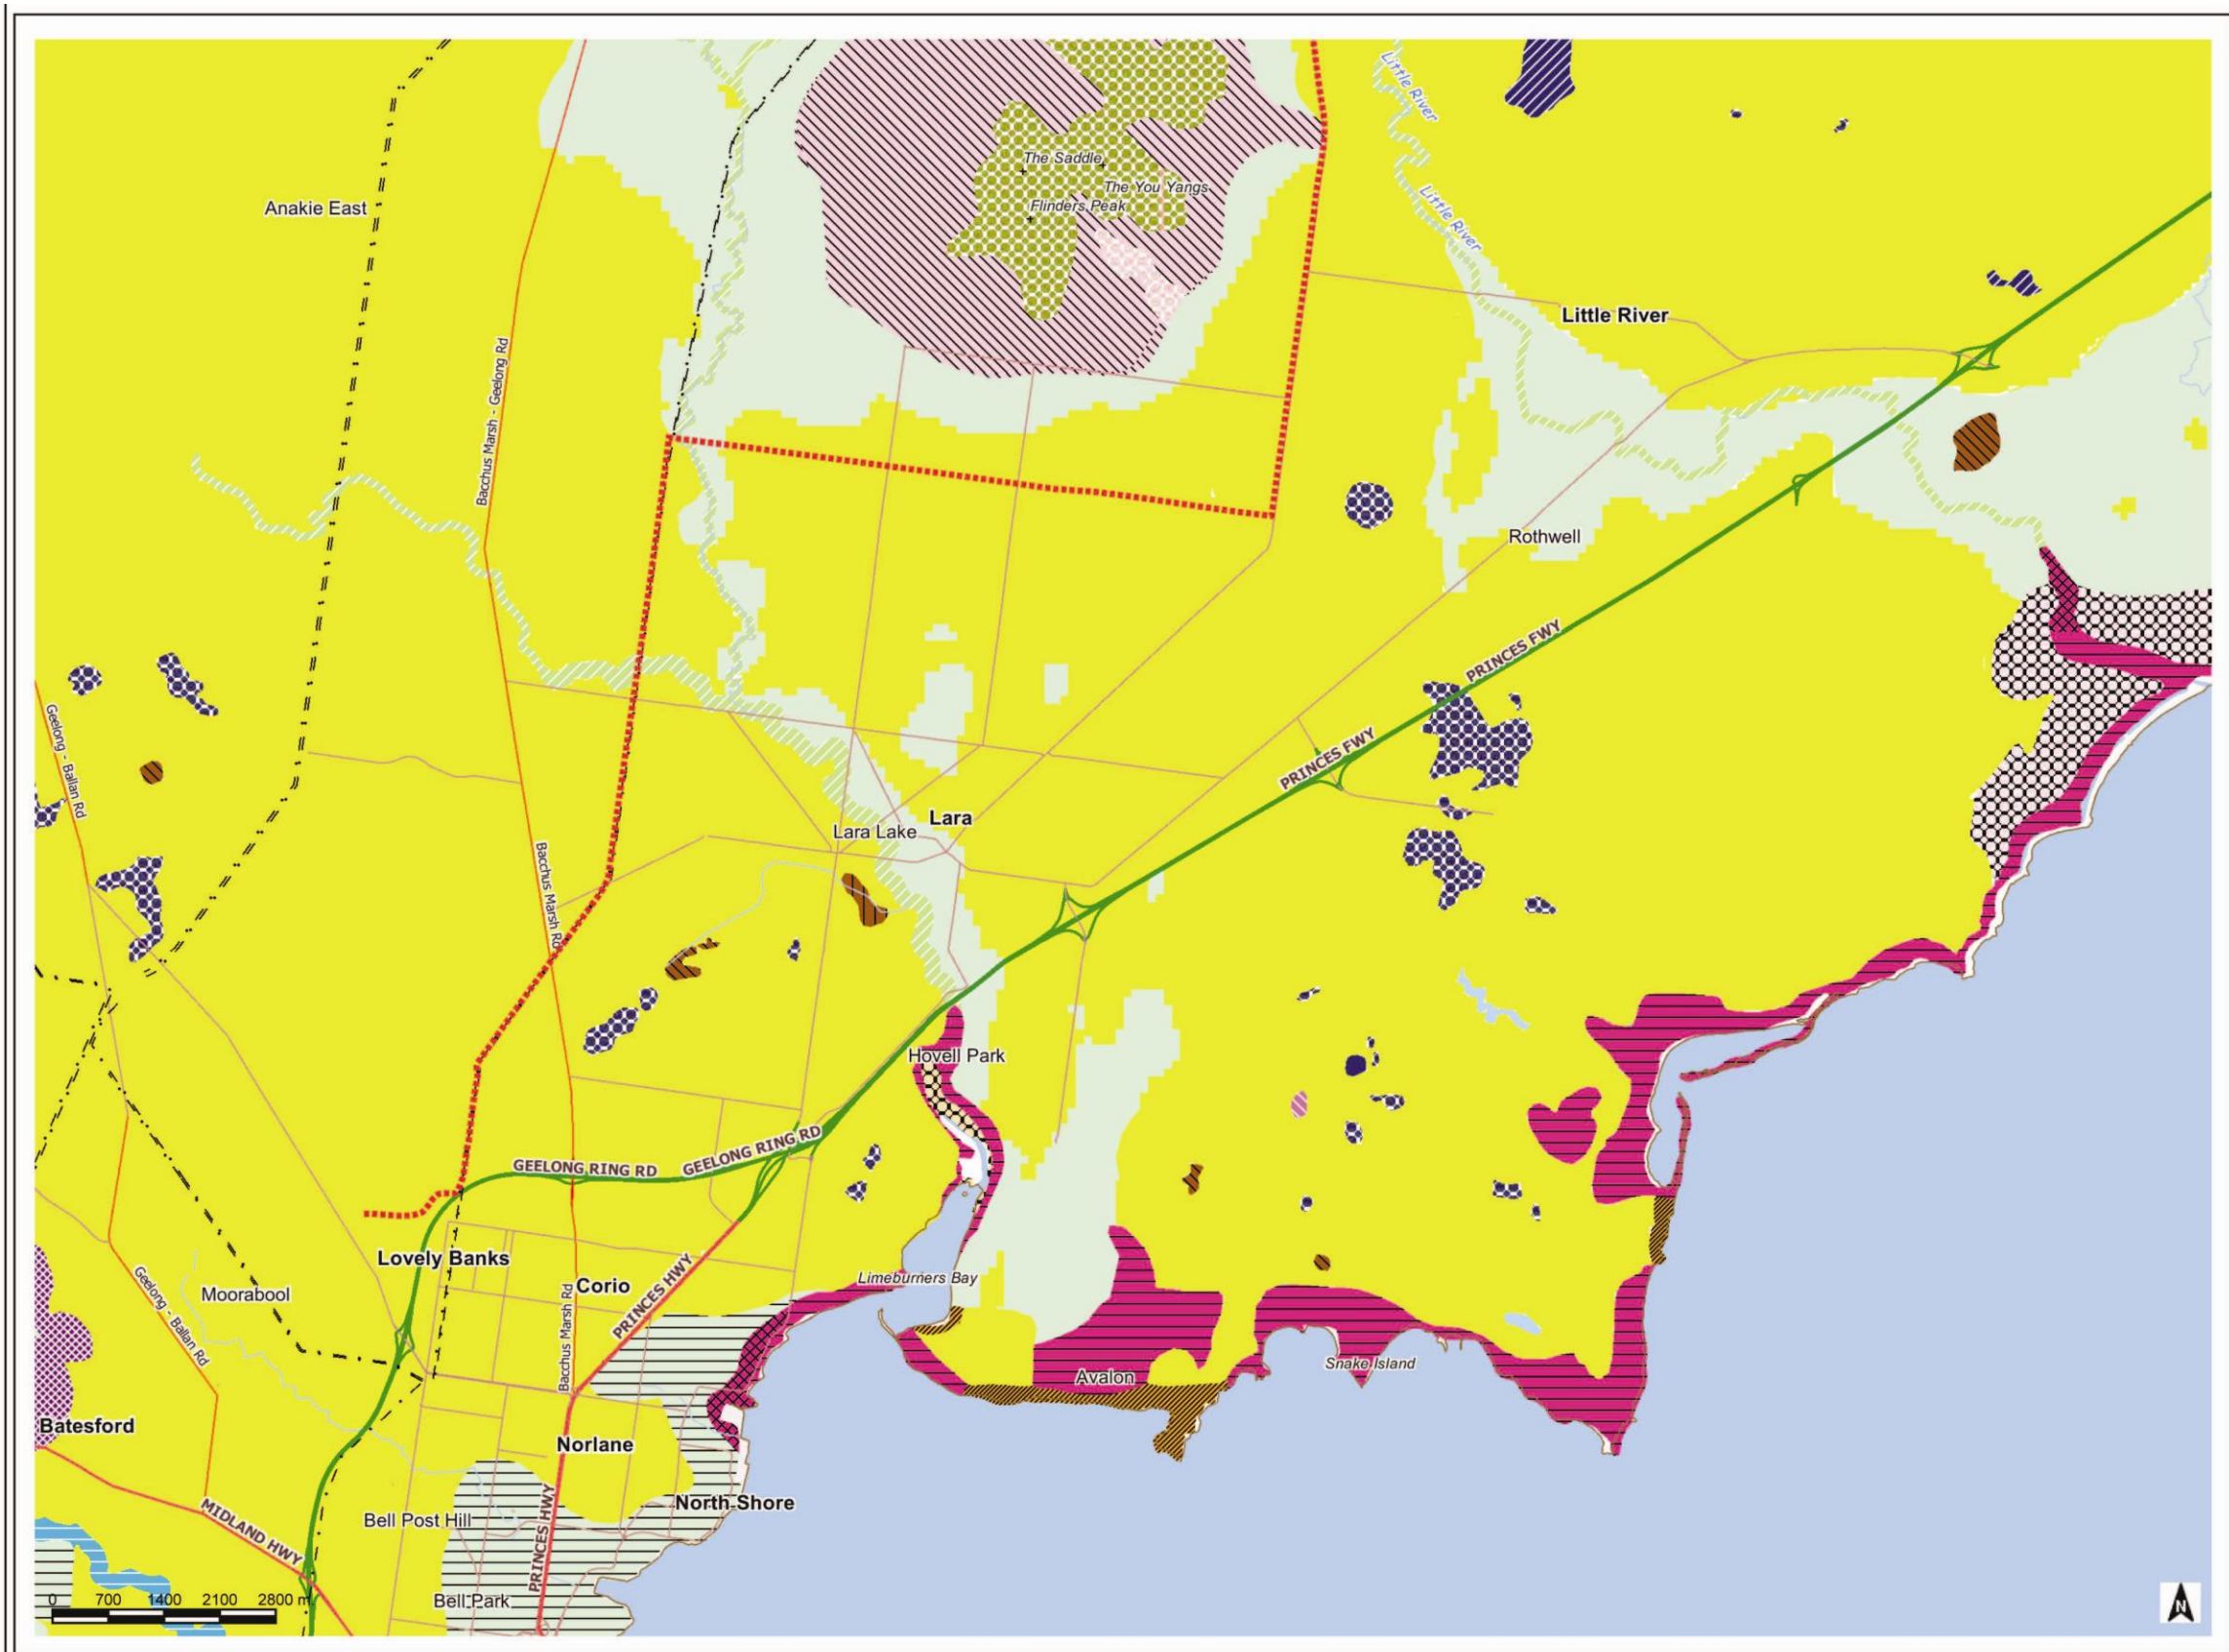 Little River
The Saddle
The You Yangs
Anakie East
Flinders Peak
Little River
Little River
Bacchus Marsh - Geelong Rd
Rothwell
PRINCES FWY
Geelong - Ballan Rd
PRINCES FWY
Lara
Lara Lake
Bacchus Marsh Rd
Hovell Park
GEELONG RING RD
GEELONG RING RD
Lovely Banks
Limeburners Bay
Corio
Moorabool
Geelong - Ballan Rd
Bacchus Marsh Rd
PRINCES HWY
Snake Island
Avalon
Batesford
Norlane
North Shore
MIDLAND HWY
Bell Post Hill
PRINCES HWY
Bell Park
0 700 1400 2100 2800 m
N